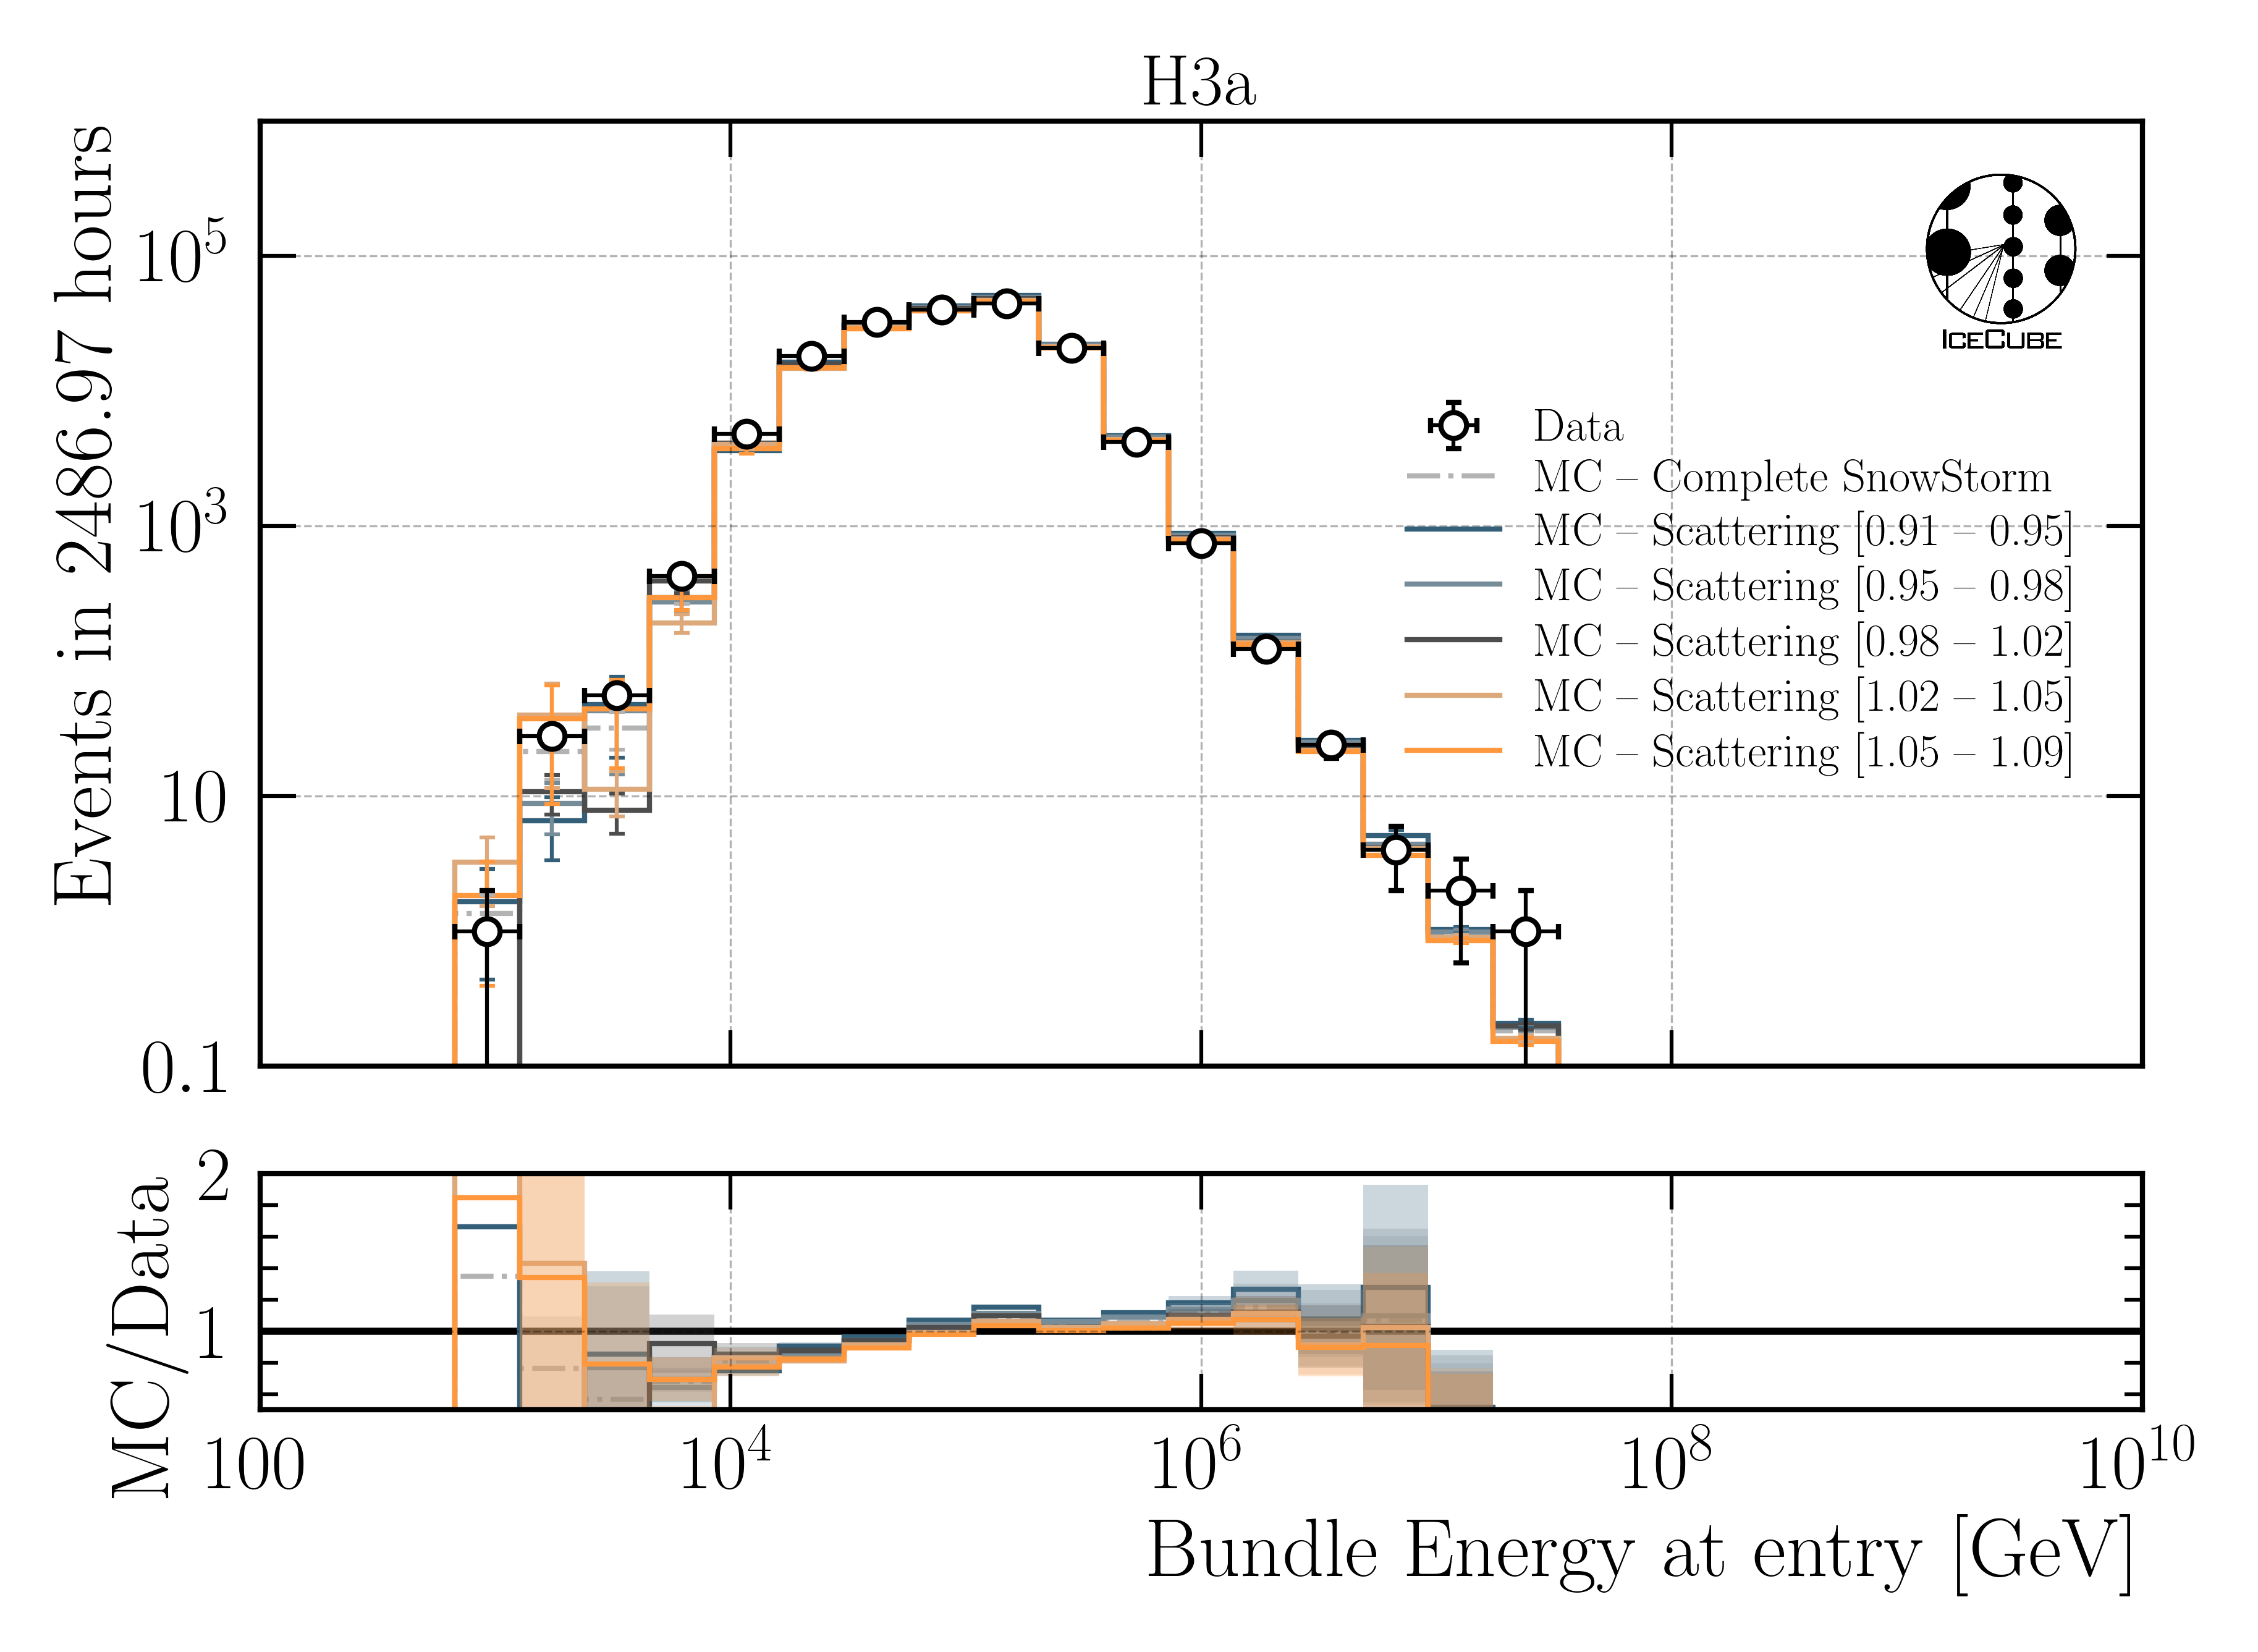 H3a
Events in 2486.97 hours
10^5
10^3
10
0.1
ICECUBE
Data
MC – Complete SnowStorm
MC – Scattering [0.91 – 0.95]
MC – Scattering [0.95 – 0.98]
MC – Scattering [0.98 – 1.02]
MC – Scattering [1.02 – 1.05]
MC – Scattering [1.05 – 1.09]
MC/Data
2
1
100 10^4 10^6 10^8 10^10
Bundle Energy at entry [GeV]